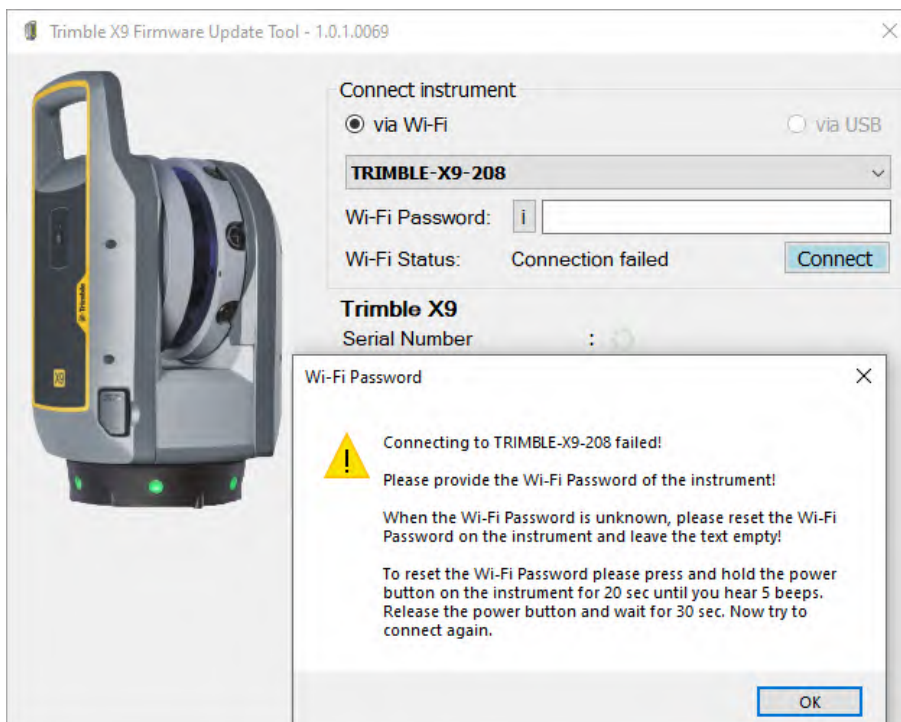 Trimble X9 Firmware Update Tool - 1.0.1.0069
Connect instrument
via Wi-Fi
via USB
TRIMBLE-X9-208
Wi-Fi Password:
i
Wi-Fi Status:
Connection failed
Connect
Trimble X9
Serial Number
:
Trimble
X9
Wi-Fi Password
Connecting to TRIMBLE-X9-208 failed!
Please provide the Wi-Fi Password of the instrument!
When the Wi-Fi Password is unknown, please reset the Wi-Fi
Password on the instrument and leave the text empty!
To reset the Wi-Fi Password please press and hold the power
button on the instrument for 20 sec until you hear 5 beeps.
Release the power button and wait for 30 sec. Now try to
connect again.
OK